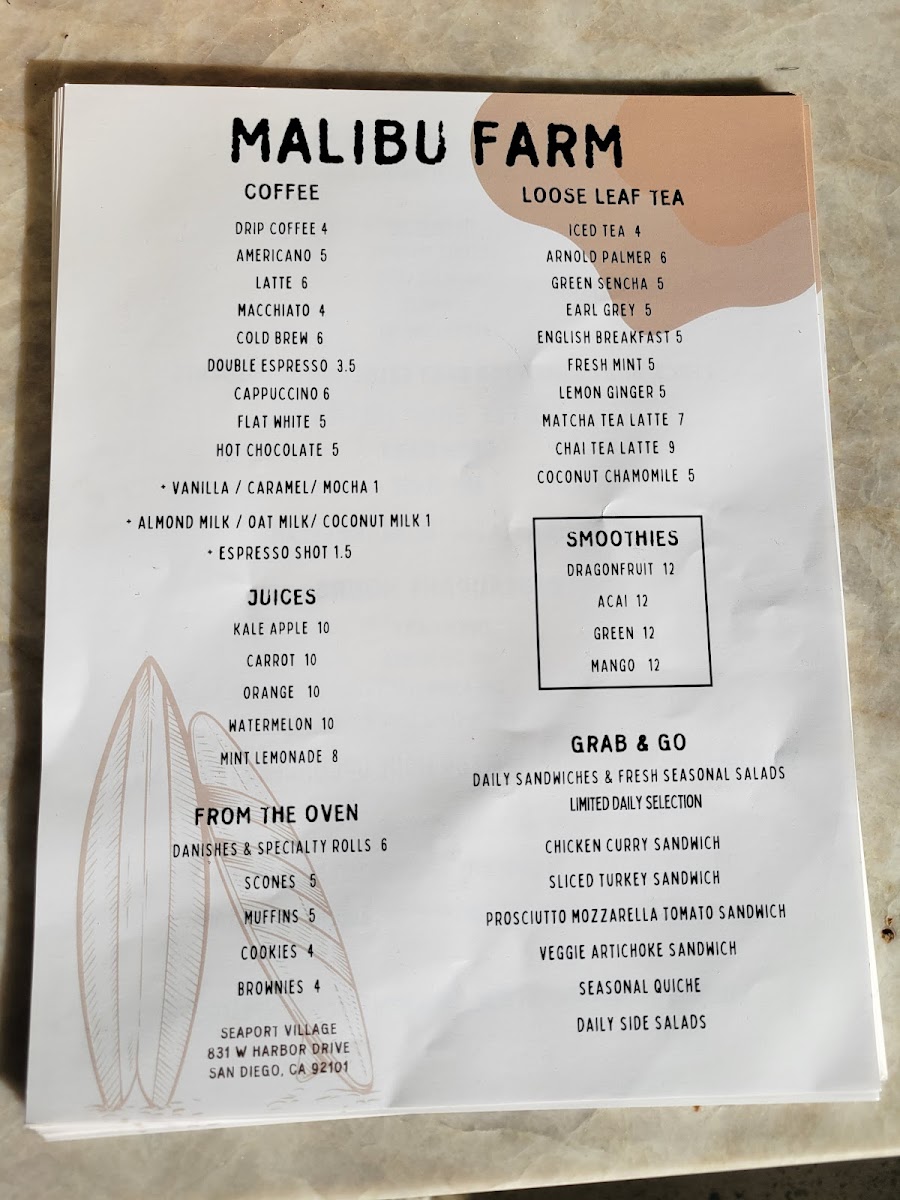 MALIBU FARM
COFFEE
DRIP COFFEE 4
AMERICANO 5
LATTE 6
MACCHIATO 4
COLD BREW 6
DOUBLE ESPRESSO 3.5
CAPPUCCINO 6
FLAT WHITE 5
HOT CHOCOLATE 5
+ VANILLA / CARAMEL/ MOCHA 1
+ ALMOND MILK / OAT MILK/ COCONUT MILK 1
+ ESPRESSO SHOT 1.5
JUICES
KALE APPLE 10
CARROT 10
ORANGE 10
WATERMELON 10
MINT LEMONADE 8
FROM THE OVEN
DANISHES & SPECIALTY ROLLS 6
SCONES 5
MUFFINS 5
COOKIES 4
BROWNIES 4
SEAPORT VILLAGE
831 W HARBOR DRIVE
SAN DIEGO, CA 92101
LOOSE LEAF TEA
ICED TEA 4
ARNOLD PALMER 6
GREEN SENCHA 5
EARL GREY 5
ENGLISH BREAKFAST 5
FRESH MINT 5
LEMON GINGER 5
MATCHA TEA LATTE 7
CHAI TEA LATTE 9
COCONUT CHAMOMILE 5
SMOOTHIES
DRAGONFRUIT 12
ACAI 12
GREEN 12
MANGO 12
GRAB & GO
DAILY SANDWICHES & FRESH SEASONAL SALADS
LIMITED DAILY SELECTION
CHICKEN CURRY SANDWICH
SLICED TURKEY SANDWICH
PROSCIUTTO MOZZARELLA TOMATO SANDWICH
VEGGIE ARTICHOKE SANDWICH
SEASONAL QUICHE
DAILY SIDE SALADS